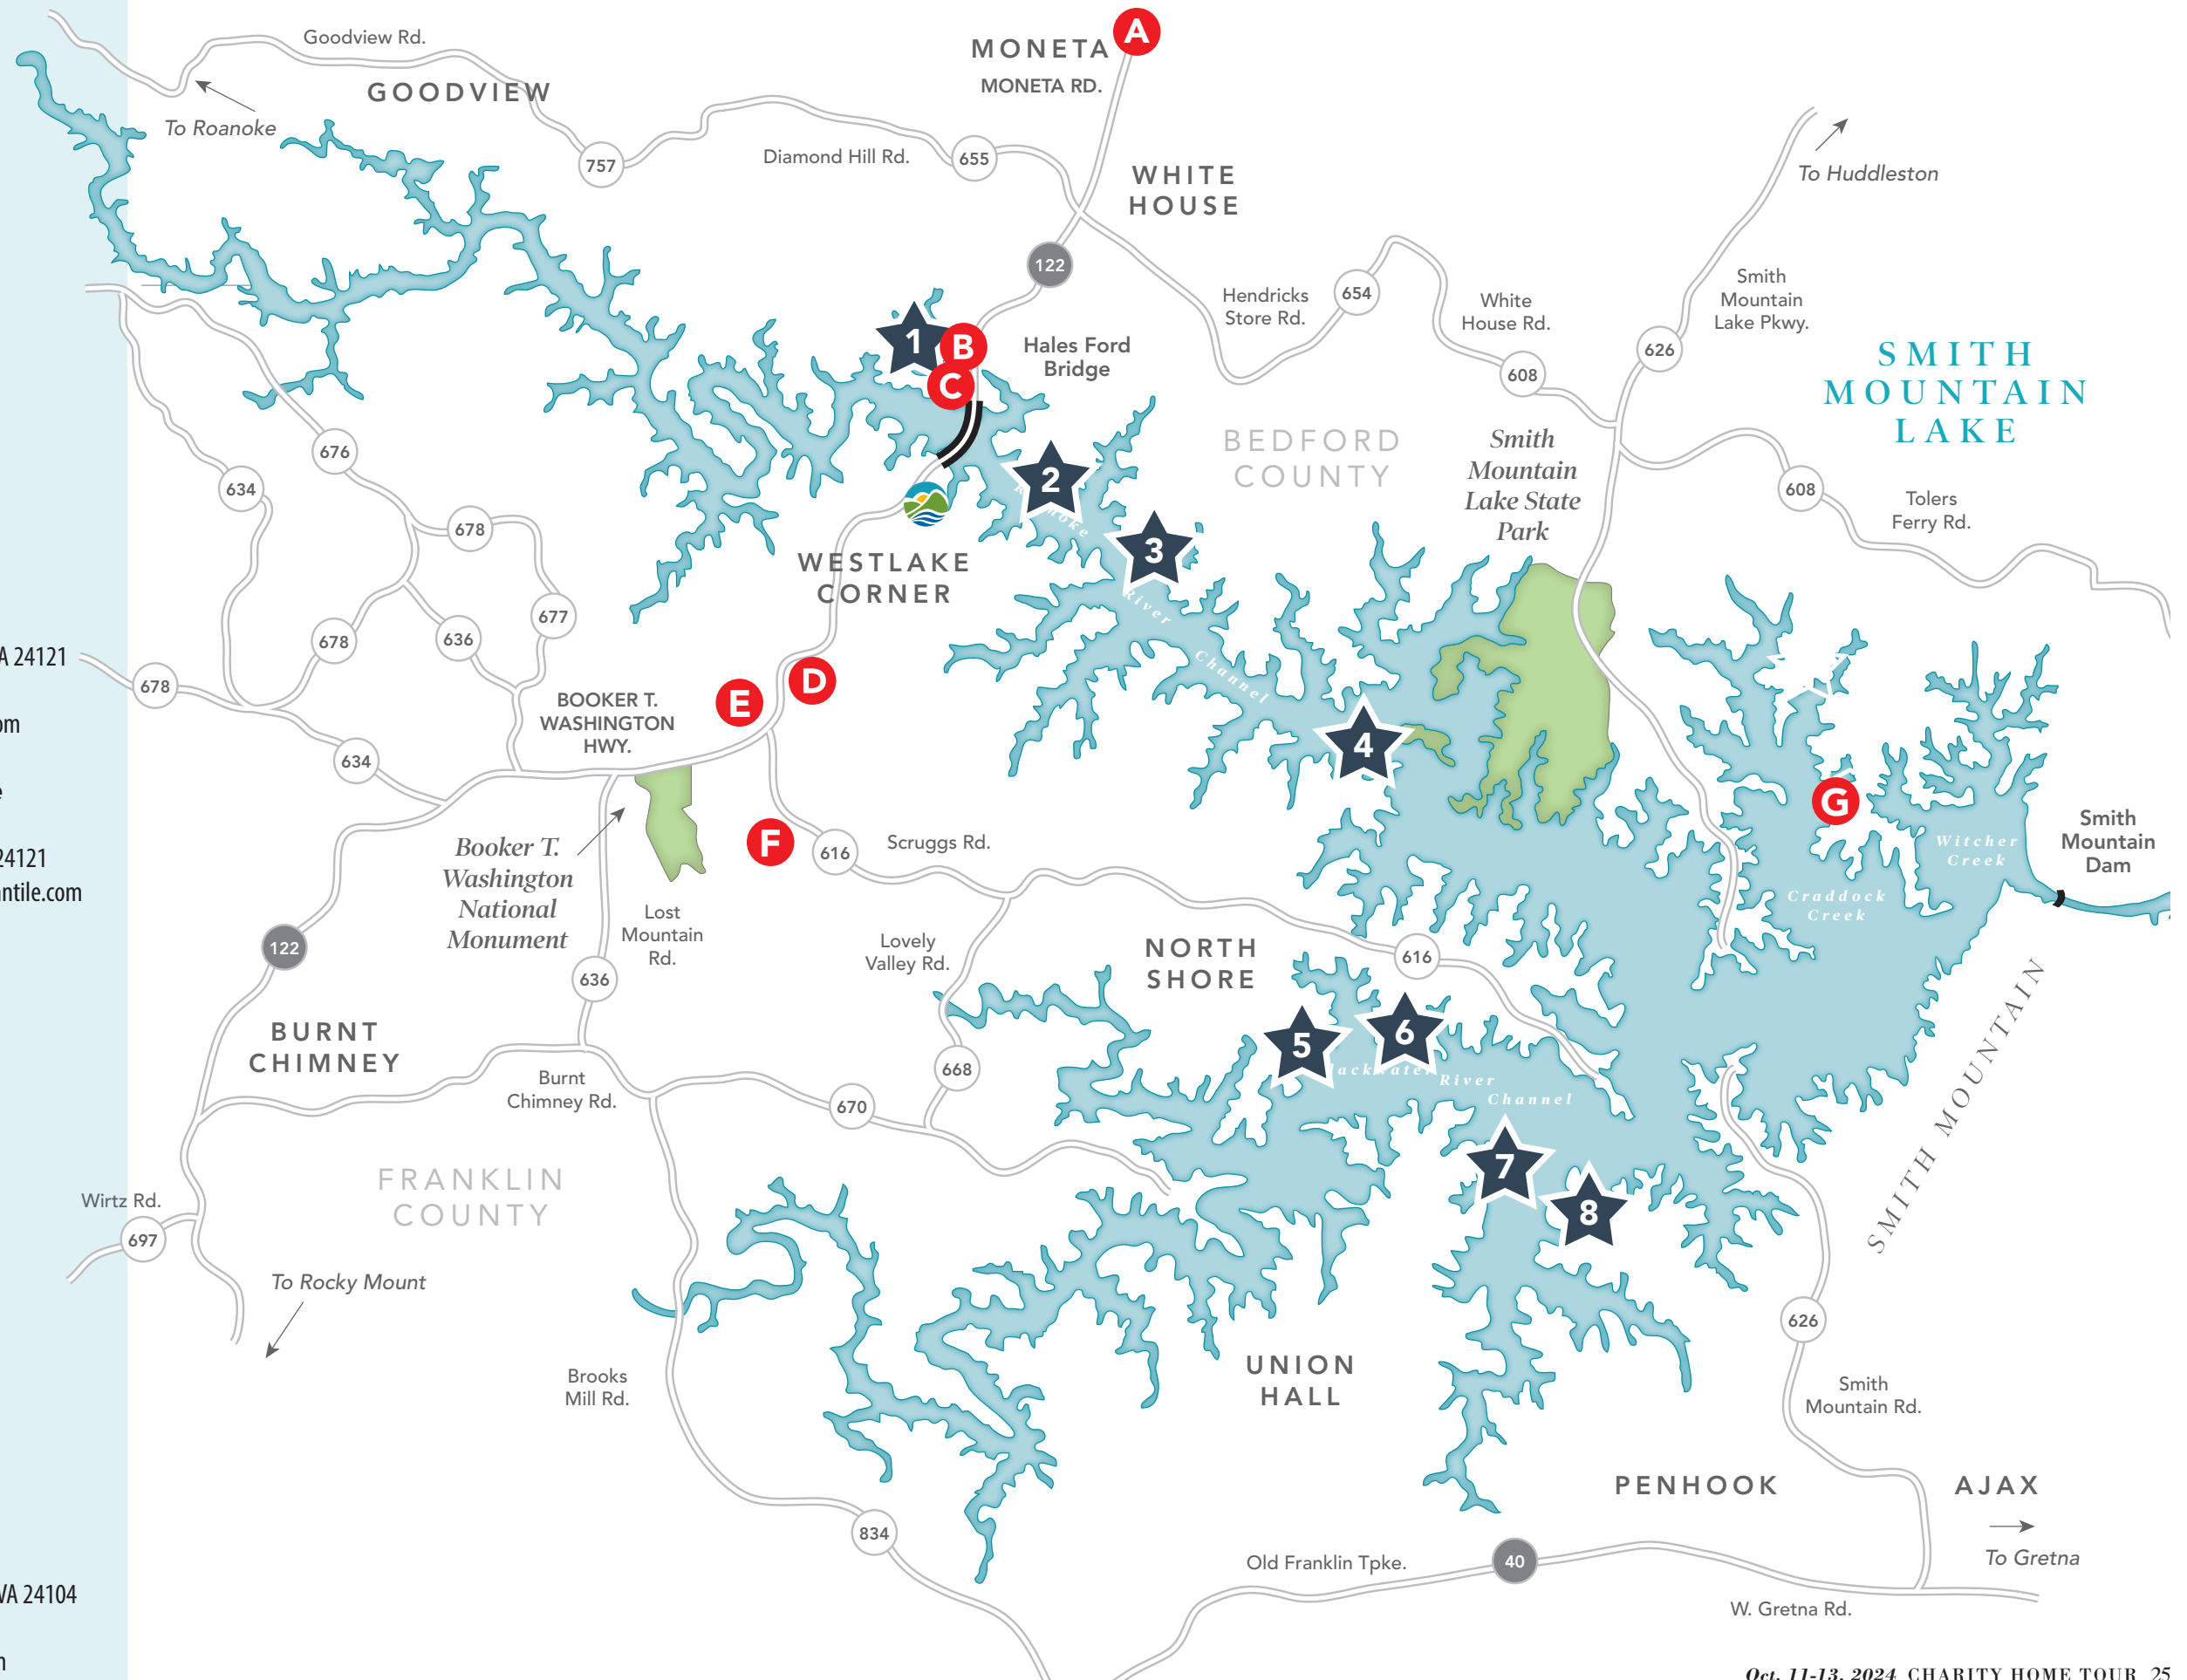 A
MONETA
MONETA RD.
Goodview Rd.
GOODVIEW
To Roanoke
757
Diamond Hill Rd.
655
WHITE
HOUSE
To Huddleston
122
Hendricks
Store Rd.
654
White
House Rd.
608
626
Smith
Mountain
Lake Pkwy.
SMITH
MOUNTAIN
LAKE
1
B
C
Hales Ford
Bridge
BEDFORD
COUNTY
Smith
Mountain
Lake State
Park
608
Tolers
Ferry Rd.
676
634
678
2
3
River
Channel
WESTLAKE
CORNER
677
678
636
A 24121
678
BOOKER T.
WASHINGTON
HWY.
E
D
4
om
634
G
e
Smith
Mountain
Dam
Witcher
Creek
Craddock
Creek
F
616
Scruggs Rd.
Booker T.
Washington
National
Monument
24121
ntile.com
Lost
Mountain
Rd.
122
636
Lovely
Valley Rd.
NORTH
SHORE
616
5
6
ackwater River
Channel
BURNT
CHIMNEY
Burnt
Chimney Rd.
668
670
SMITH MOUNTAIN
7
8
FRANKLIN
COUNTY
Wirtz Rd.
697
To Rocky Mount
626
Brooks
Mill Rd.
UNION
HALL
Smith
Mountain Rd.
PENHOOK
AJAX
834
Old Franklin Tpke.
40
To Gretna
W. Gretna Rd.
VA 24104
Oct. 11-13, 2024 CHARITY HOME TOUR 25